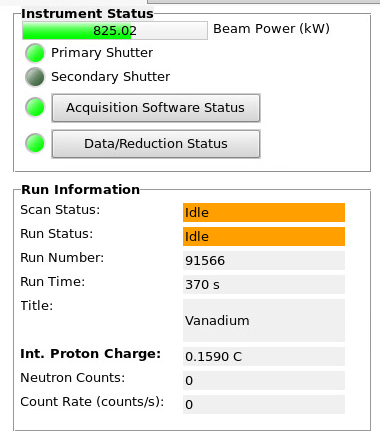 Instrument Status
825.02 Beam Power (kW)
Primary Shutter
Secondary Shutter
Acquisition Software Status
Data/Reduction Status
Run Information
Scan Status: Idle
Run Status: Idle
Run Number: 91566
Run Time: 370 s
Title: Vanadium
Int. Proton Charge: 0.1590 C
Neutron Counts: 0
Count Rate (counts/s): 0